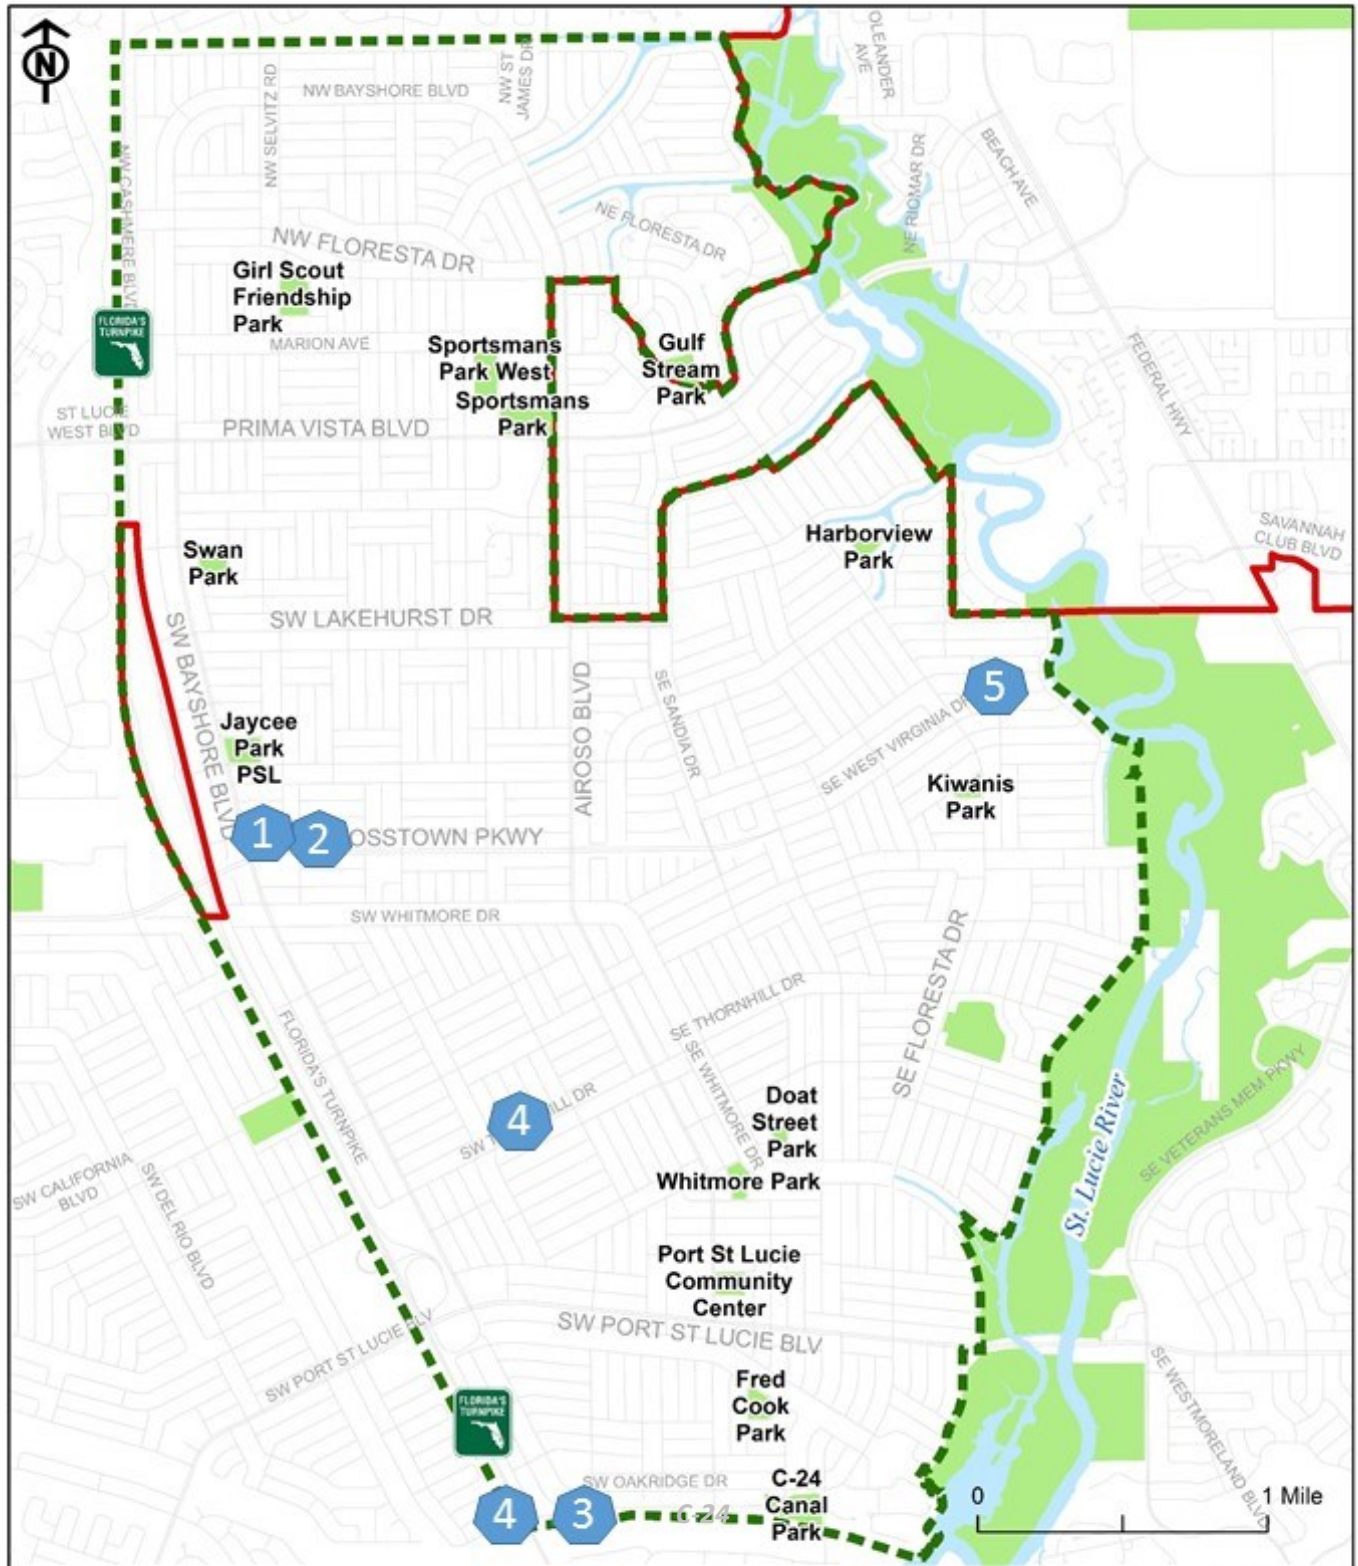 N
OLEANDER
AVE
NW ST
JAMES DR
NW BAYSHORE BLVD
NW SELVITZ RD
BEACH AVE
NW CASHMERE BLVD
NE RIOMAR DR
NE FLORESTA DR
NW FLORESTA DR
Girl Scout
Friendship
Park
FLORIDA'S
TURNPIKE
MARION AVE
Sportsmans
Park West
Sportsmans
Park
Gulf
Stream
Park
FEDERAL HWY
ST LUCIE
WEST BLVD
PRIMA VISTA BLVD
SAVANNAH
CLUB BLVD
Harborview
Park
Swan
Park
SW LAKEHURST DR
SW BAYSHORE BLVD
AIROSO BLVD
SE SANDIA DR
5
SE WEST VIRGINIA DR
Jaycee
Park
PSL
Kiwanis
Park
1
2
OSSTOWN PKWY
SW WHITMORE DR
SE FLORESTA DR
SE THORNHILL DR
FLORIDA'S TURNPIKE
SE WHITMORE DR
SE
4
SW T
ILL DR
Doat
Street
Park
St. Lucie River
SE VETERANS MEM PKWY
SW CALIFORNIA
BLVD
SW DEL RIO BLVD
Whitmore Park
Port St Lucie
Community
Center
SW PORT ST LUCIE BLV
SW PORT ST LUCIE BLV
SE WESTMORELAND BLVD
Fred
Cook
Park
FLORIDA'S
TURNPIKE
SW OAKRIDGE DR
C-24
Canal
Park
C-24
4
3
0
1 Mile